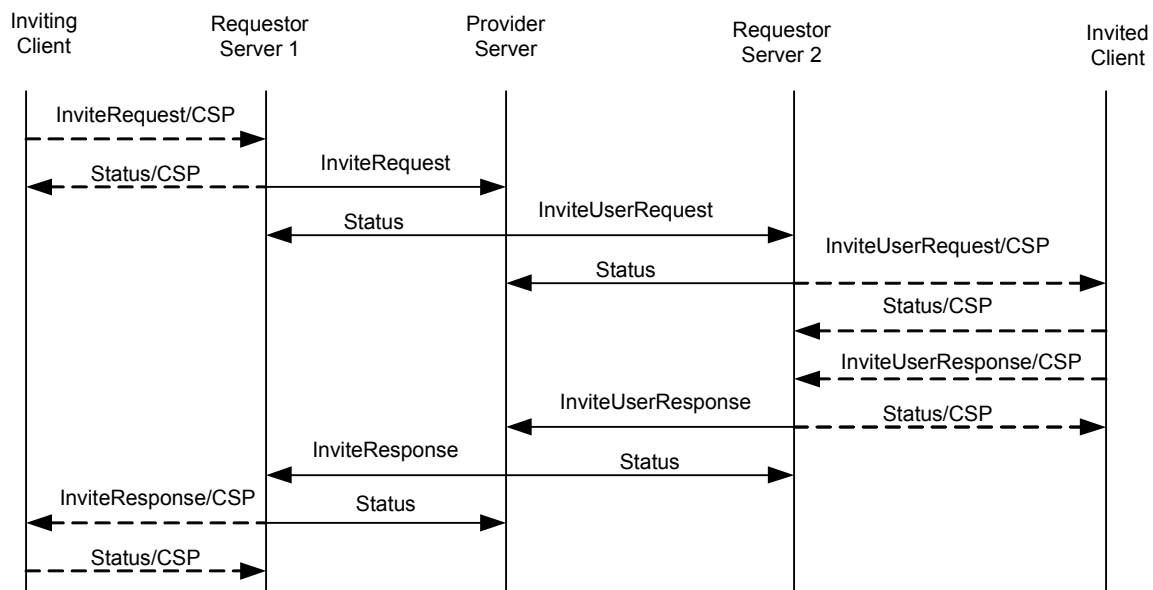 Inviting
Client
Requestor
Server 1
Provider
Server
Requestor
Server 2
Invited
Client
InviteRequest/CSP
Status/CSP
InviteRequest
Status
InviteUserRequest
InviteUserRequest/CSP
Status
Status/CSP
InviteUserResponse/CSP
InviteUserResponse
Status/CSP
InviteResponse
Status
InviteResponse/CSP
Status
Status/CSP